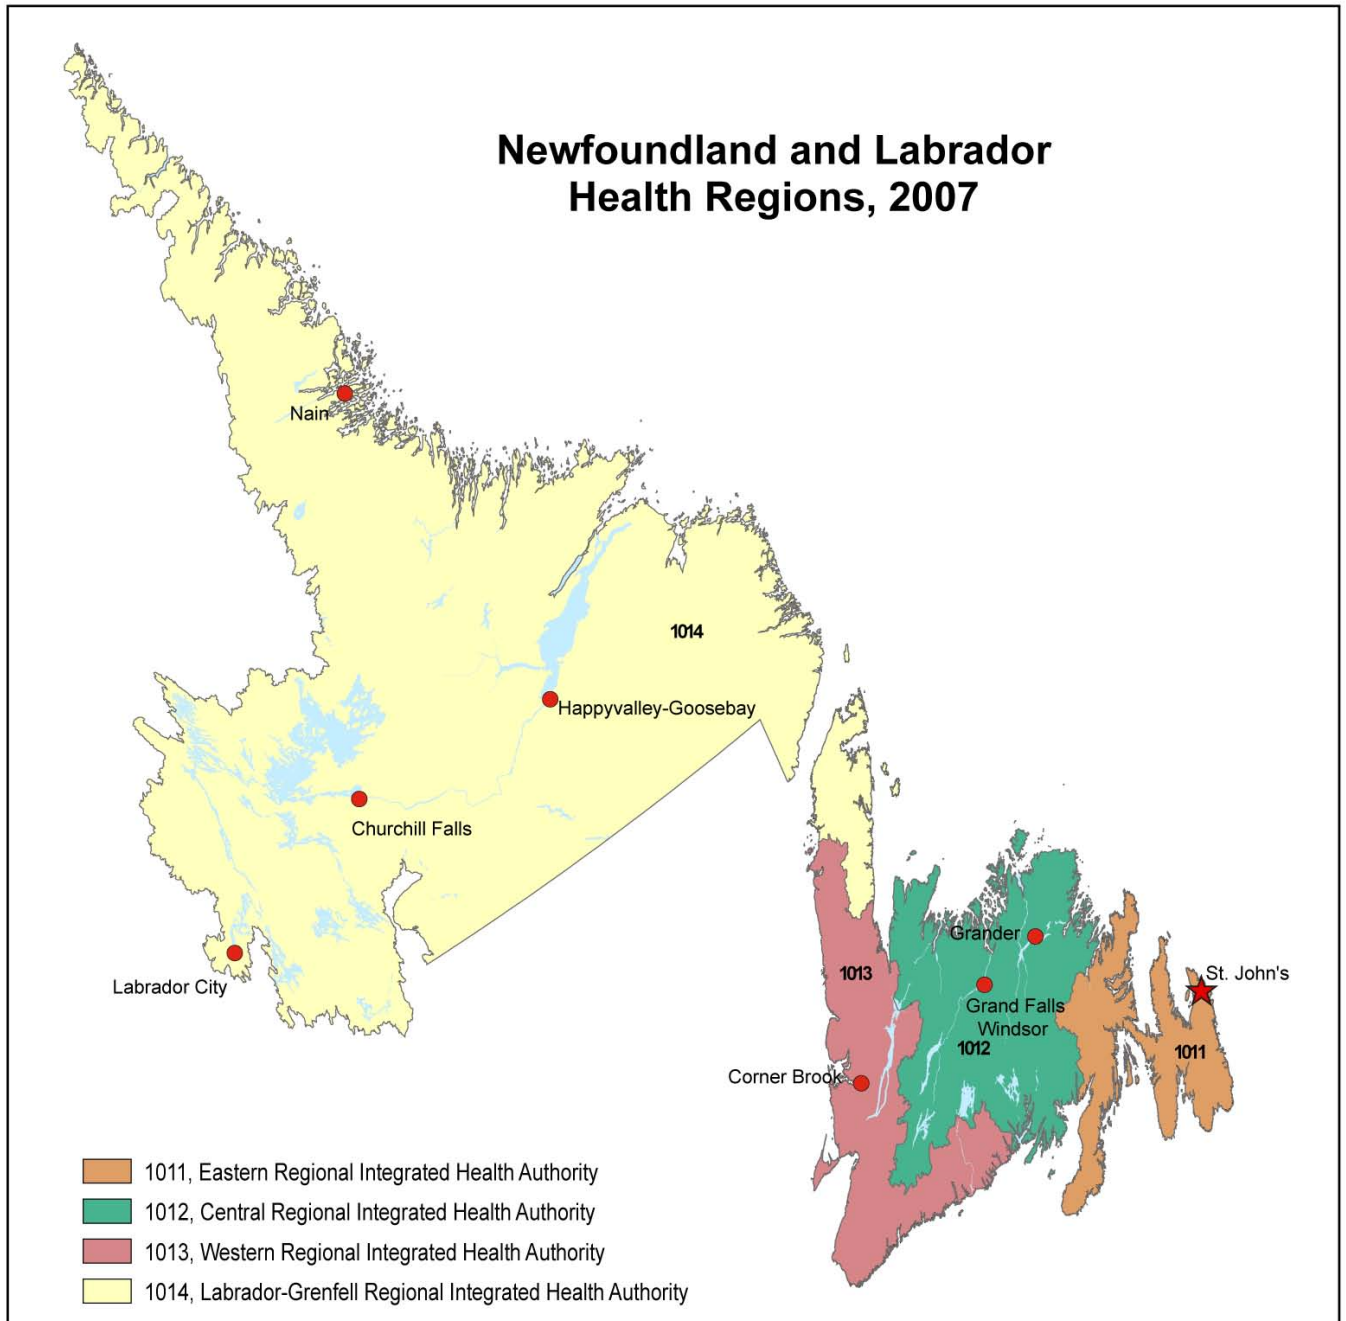 Newfoundland and Labrador
Health Regions, 2007
Nain
1014
Happyvalley-Goosebay
Churchill Falls
Labrador City
Grander
1013
St. John's
Grand Falls
Windsor
1012
1011
Corner Brook
1011, Eastern Regional Integrated Health Authority
1012, Central Regional Integrated Health Authority
1013, Western Regional Integrated Health Authority
1014, Labrador-Grenfell Regional Integrated Health Authority